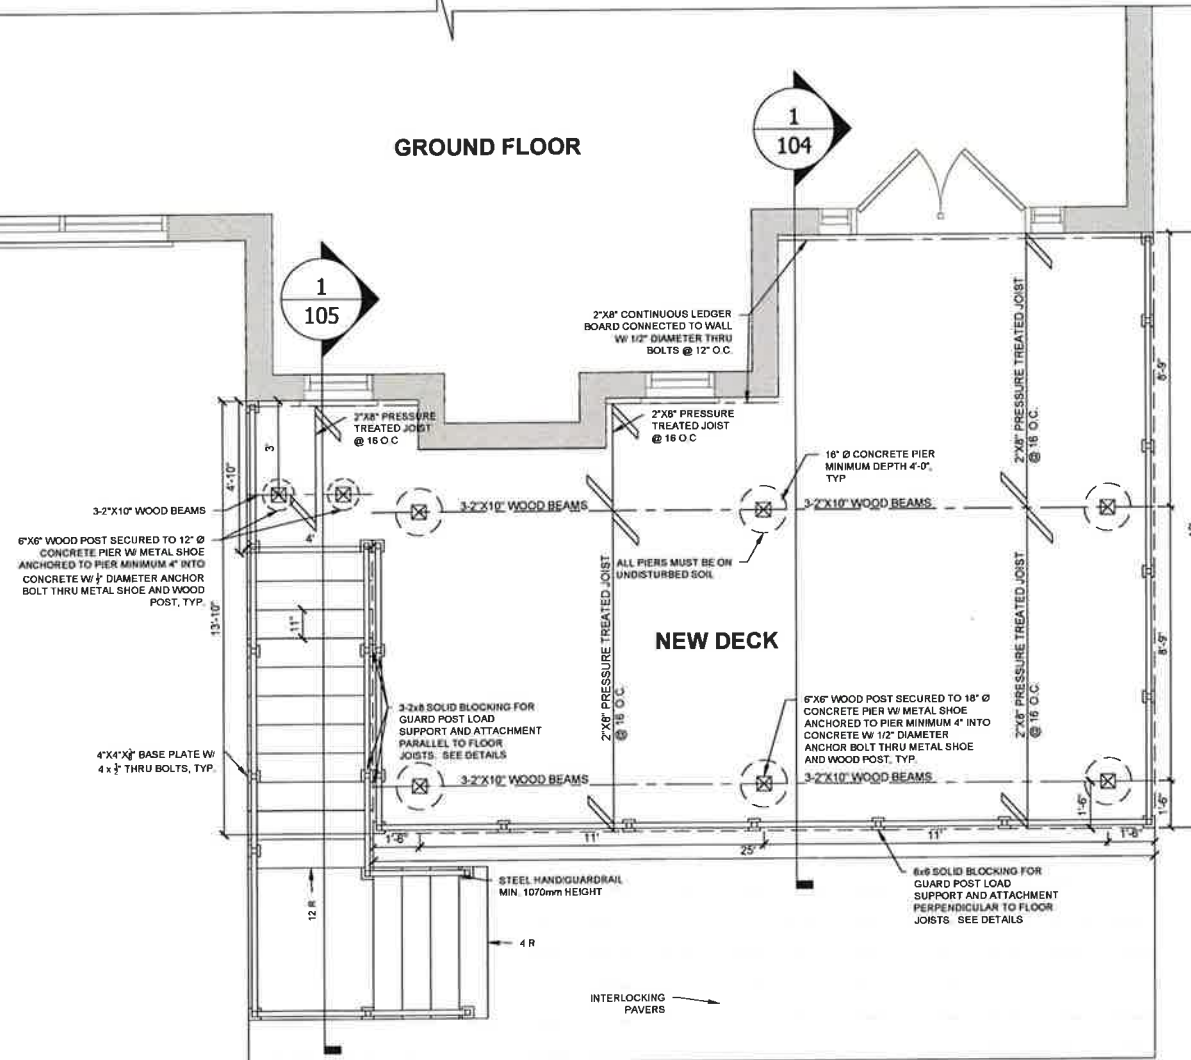 GROUND FLOOR
1
104
1
105
2"X8" CONTINUOUS LEDGER
BOARD CONNECTED TO WALL
W/ 1/2" DIAMETER THRU
BOLTS @ 12" O.C.
2"X8" PRESSURE
TREATED JOIST
@ 16 O.C
2"X8" PRESSURE
TREATED JOIST
@ 16 O.C
2"X8" PRESSURE TREATED JOIST
@ 16 O.C.
8'-9"
3'
4'-10"
13'-10"
16" Ø CONCRETE PIER
MINIMUM DEPTH 4'-0",
TYP
3-2"X10" WOOD BEAMS
3-2"X10" WOOD BEAMS
3-2"X10" WOOD BEAMS
4'
6"X6" WOOD POST SECURED TO 12" Ø
CONCRETE PIER W/ METAL SHOE
ANCHORED TO PIER MINIMUM 4" INTO
CONCRETE W/ ½" DIAMETER ANCHOR
BOLT THRU METAL SHOE AND WOOD
POST, TYP.
ALL PIERS MUST BE ON
UNDISTURBED SOIL
11"
NEW DECK
2"X8" PRESSURE TREATED JOIST
@ 16 O.C.
2"X8" PRESSURE TREATED JOIST
@ 16 O.C.
8'-9"
3-2x8 SOLID BLOCKING FOR
GUARD POST LOAD
SUPPORT AND ATTACHMENT
PARALLEL TO FLOOR
JOISTS. SEE DETAILS
6"X6" WOOD POST SECURED TO 18" Ø
CONCRETE PIER W/ METAL SHOE
ANCHORED TO PIER MINIMUM 4" INTO
CONCRETE W/ 1/2" DIAMETER
ANCHOR BOLT THRU METAL SHOE
AND WOOD POST, TYP.
4"X4"X BASE PLATE W/
4 x ½" THRU BOLTS, TYP.
3-2"X10" WOOD BEAMS
3-2"X10" WOOD BEAMS
1'-6"
1'-6"
1'-6"
11'
11'
1'-6"
25'
STEEL HAND/GUARDRAIL
MIN. 1070mm HEIGHT
6x6 SOLID BLOCKING FOR
GUARD POST LOAD
SUPPORT AND ATTACHMENT
PERPENDICULAR TO FLOOR
JOISTS SEE DETAILS
12 R
4 R
INTERLOCKING
PAVERS